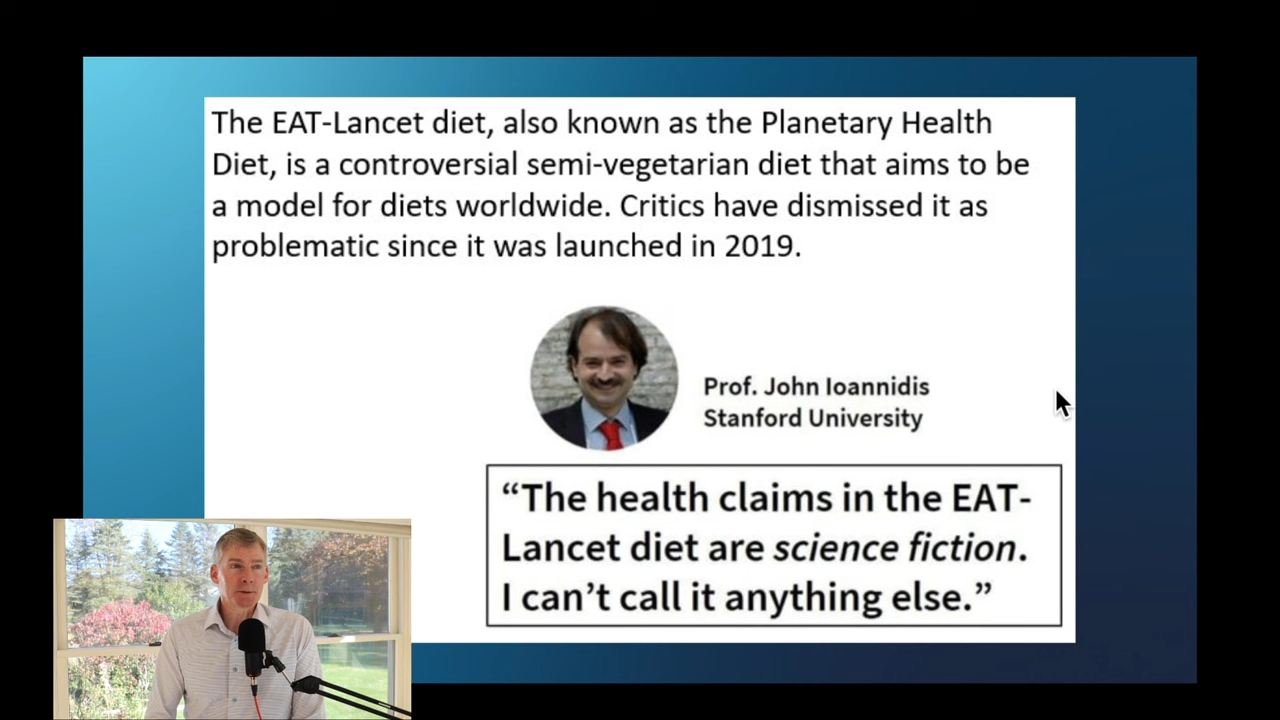 The EAT-Lancet diet, also known as the Planetary Health
Diet, is a controversial semi-vegetarian diet that aims to be
a model for diets worldwide. Critics have dismissed it as
problematic since it was launched in 2019.
Prof. John Ioannidis
Stanford University
“The health claims in the EAT-
Lancet diet are science fiction.
I can’t call it anything else.”